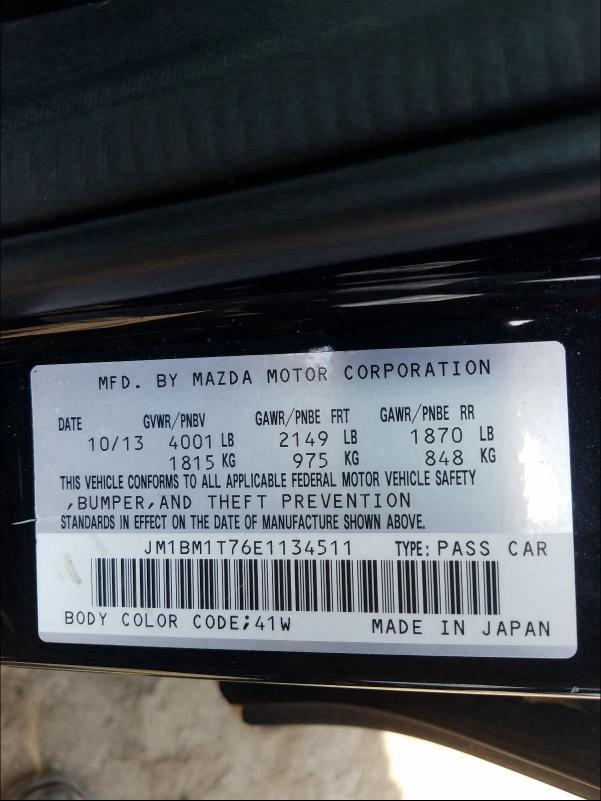 MFD. BY MAZDA MOTOR CORPORATION
DATE GVWR/PNBV GAWR/PNBE FRT GAWR/PNBE RR
10/13 4001 LB 2149 LB 1870 LB
1815 KG 975 KG 848 KG
THIS VEHICLE CONFORMS TO ALL APPLICABLE FEDERAL MOTOR VEHICLE SAFETY
,BUMPER,AND THEFT PREVENTION
STANDARDS IN EFFECT ON THE DATE OF MANUFACTURE SHOWN ABOVE.
JM1BM1T76E1134511 TYPE: PASS CAR
BODY COLOR CODE;41W MADE IN JAPAN